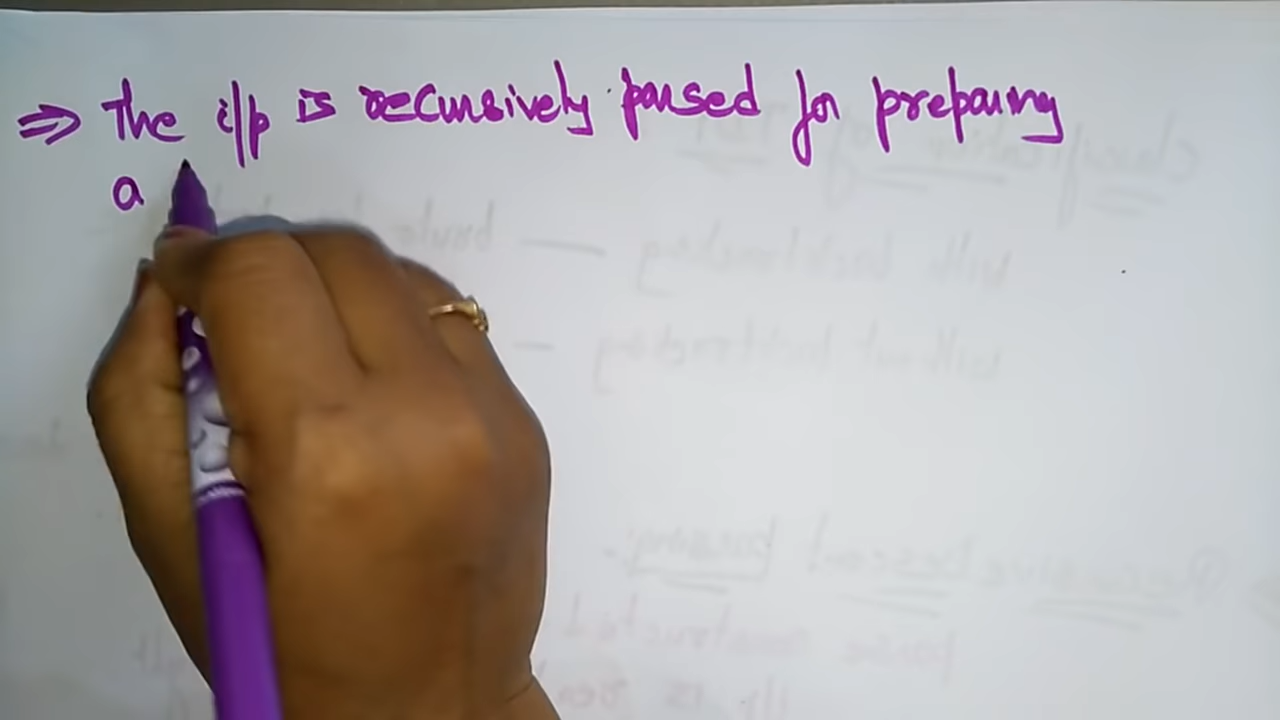 ⇒ The i/p is recursively parsed for preparing
a